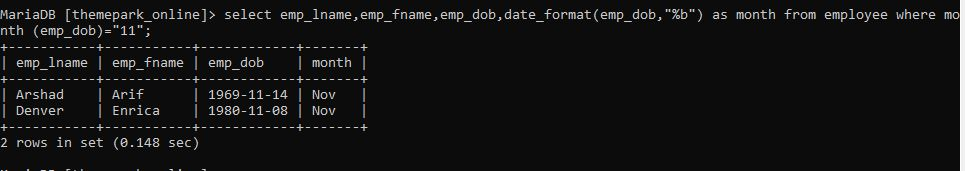 MariaDB [themepark_online]> select emp_lname,emp_fname,emp_dob,date_format(emp_dob,"%b") as month from employee where mo
nth (emp_dob)="11";
+-----------+-----------+------------+-------+
| emp_lname | emp_fname | emp_dob    | month |
+-----------+-----------+------------+-------+
| Arshad    | Arif      | 1969-11-14 | Nov   |
| Denver    | Enrica    | 1980-11-08 | Nov   |
+-----------+-----------+------------+-------+
2 rows in set (0.148 sec)